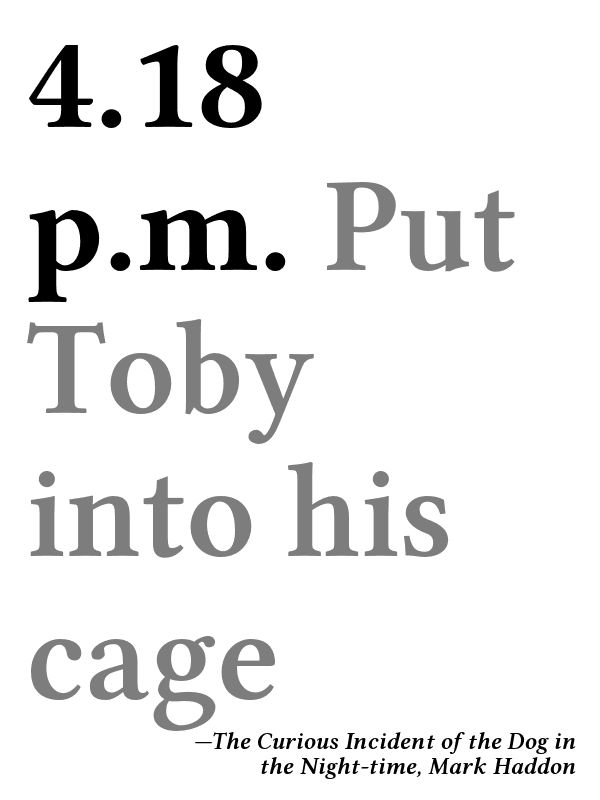 4.18
p.m. Put
Toby
into his
cage
—The Curious Incident of the Dog in
the Night-time, Mark Haddon